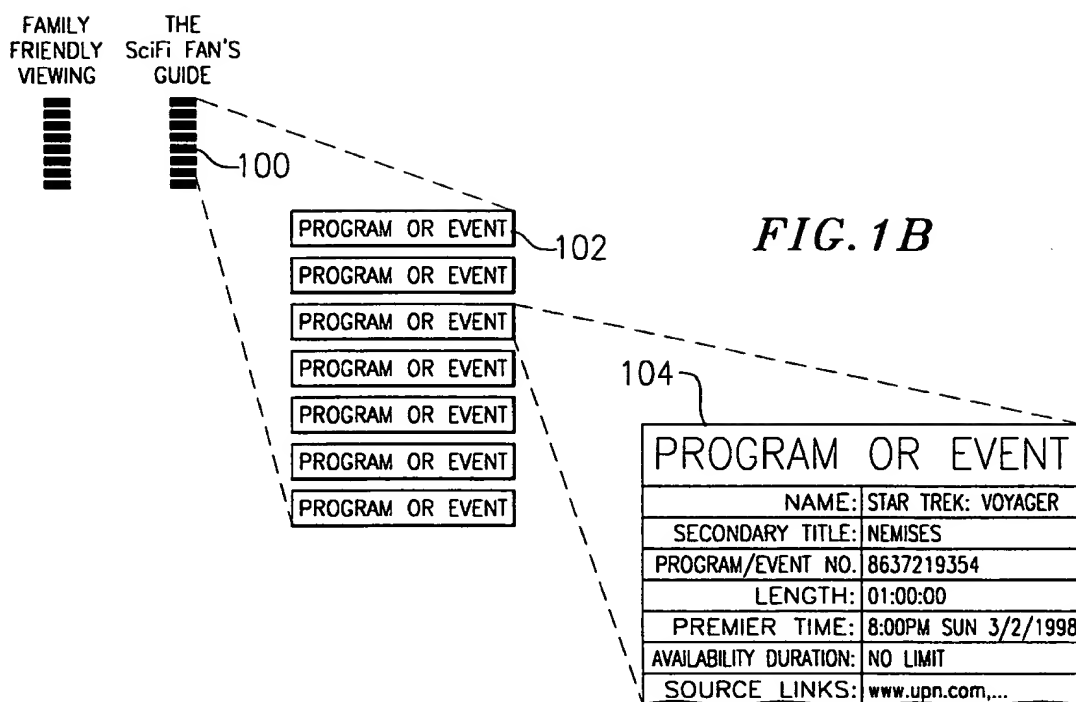 FAMILY
FRIENDLY
VIEWING
THE
SciFi FAN'S
GUIDE
100
PROGRAM OR EVENT
102
PROGRAM OR EVENT
PROGRAM OR EVENT
PROGRAM OR EVENT
PROGRAM OR EVENT
PROGRAM OR EVENT
PROGRAM OR EVENT
FIG. 1B
104
PROGRAM OR EVENT
NAME: STAR TREK: VOYAGER
SECONDARY TITLE: NEMISES
PROGRAM/EVENT NO. 8637219354
LENGTH: 01:00:00
PREMIER TIME: 8:00PM SUN 3/2/1998
AVAILABILITY DURATION: NO LIMIT
SOURCE LINKS: www.upn.com,...